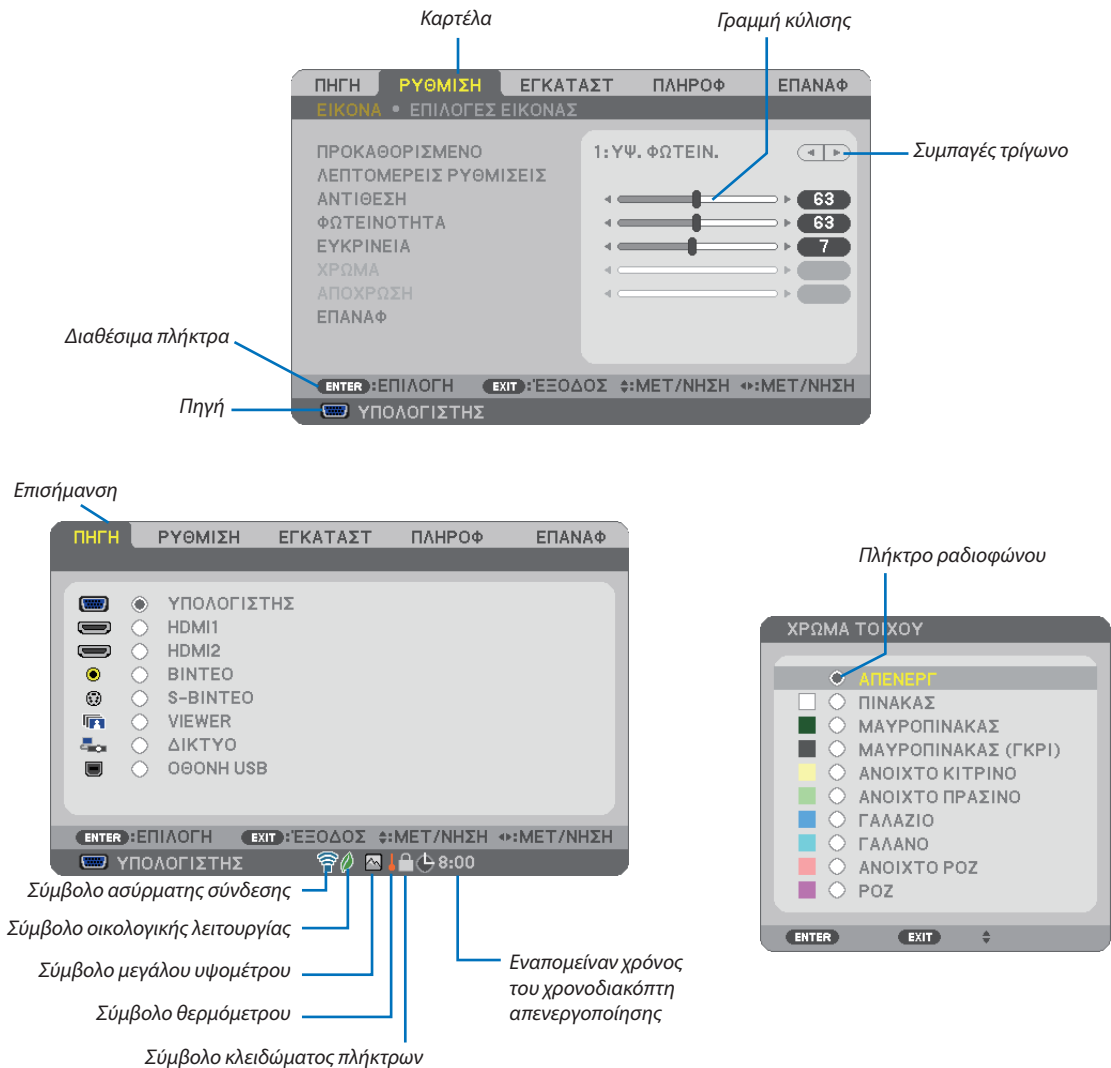 Καρτέλα
Γραμμή κύλισης
ΠΗΓΗ ΡΥΘΜΙΣΗ ΕΓΚΑΤΑΣΤ ΠΛΗΡΟΦ ΕΠΑΝΑΦ
ΕΙΚΟΝΑ • ΕΠΙΛΟΓΕΣ ΕΙΚΟΝΑΣ
ΠΡΟΚΑΘΟΡΙΣΜΕΝΟ 1:ΥΨ. ΦΩΤΕΙΝ.
Συμπαγές τρίγωνο
ΛΕΠΤΟΜΕΡΕΙΣ ΡΥΘΜΙΣΕΙΣ
ΑΝΤΙΘΕΣΗ 63
ΦΩΤΕΙΝΟΤΗΤΑ 63
ΕΥΚΡΙΝΕΙΑ 7
ΧΡΩΜΑ
ΑΠΟΧΡΩΣΗ
ΕΠΑΝΑΦ
Διαθέσιμα πλήκτρα
ENTER :ΕΠΙΛΟΓΗ EXIT :ΈΞΟΔΟΣ :ΜΕΤ/ΝΗΣΗ :ΜΕΤ/ΝΗΣΗ
Πηγή
ΥΠΟΛΟΓΙΣΤΗΣ
Επισήμανση
ΠΗΓΗ ΡΥΘΜΙΣΗ ΕΓΚΑΤΑΣΤ ΠΛΗΡΟΦ ΕΠΑΝΑΦ
ΥΠΟΛΟΓΙΣΤΗΣ
HDMI1
HDMI2
ΒΙΝΤΕΟ
S-ΒΙΝΤΕΟ
VIEWER
ΔΙΚΤΥΟ
ΟΘΟΝΗ USB
ENTER :ΕΠΙΛΟΓΗ EXIT :ΈΞΟΔΟΣ :ΜΕΤ/ΝΗΣΗ :ΜΕΤ/ΝΗΣΗ
ΥΠΟΛΟΓΙΣΤΗΣ 8:00
Σύμβολο ασύρματης σύνδεσης
Σύμβολο οικολογικής λειτουργίας
Σύμβολο μεγάλου υψομέτρου
Σύμβολο θερμόμετρου
Σύμβολο κλειδώματος πλήκτρων
Εναπομείναν χρόνος
του χρονοδιακόπτη
απενεργοποίησης
Πλήκτρο ραδιοφώνου
ΧΡΩΜΑ ΤΟΙΧΟΥ
ΑΠΕΝΕΡΓ
ΠΙΝΑΚΑΣ
ΜΑΥΡΟΠΙΝΑΚΑΣ
ΜΑΥΡΟΠΙΝΑΚΑΣ (ΓΚΡΙ)
ΑΝΟΙΧΤΟ ΚΙΤΡΙΝΟ
ΑΝΟΙΧΤΟ ΠΡΑΣΙΝΟ
ΓΑΛΑΖΙΟ
ΓΑΛΑΝΟ
ΑΝΟΙΧΤΟ ΡΟΖ
ΡΟΖ
ENTER EXIT